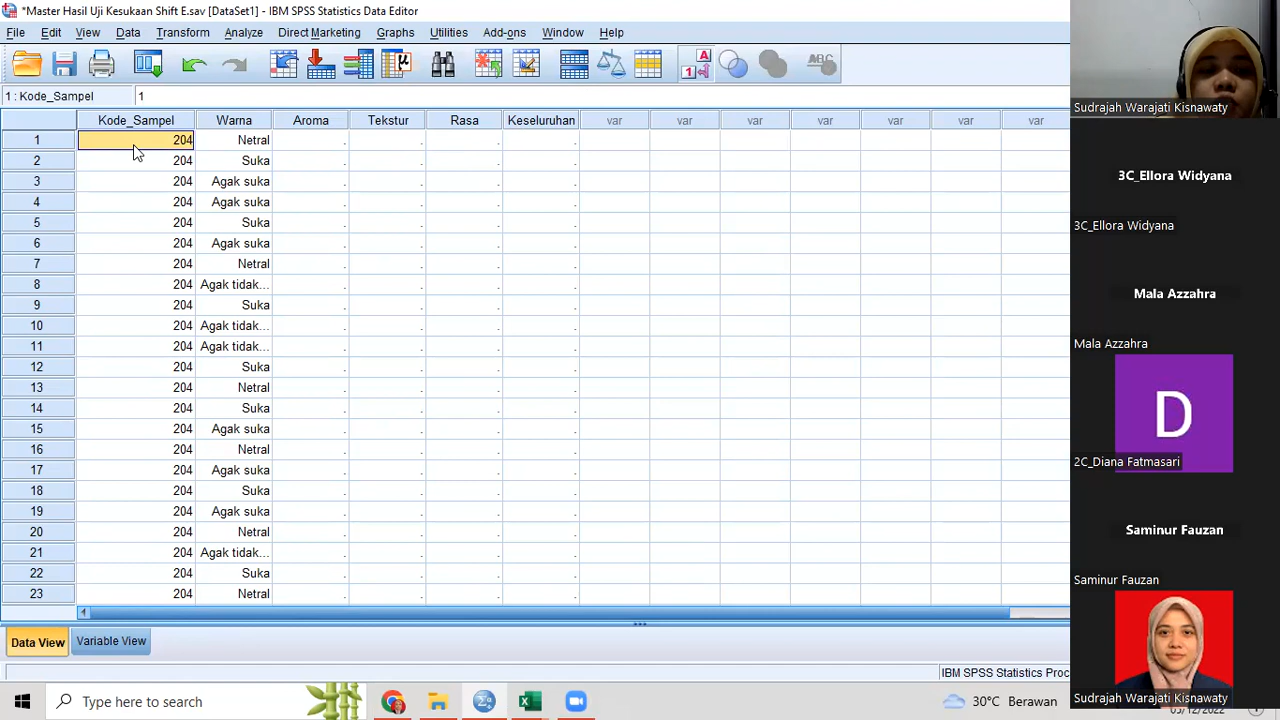 *Master Hasil Uji Kesukaan Shift E.sav [DataSet1] - IBM SPSS Statistics Data Editor
File Edit View Data Transform Analyze Direct Marketing Graphs Utilities Add-ons Window Help
1 : Kode_Sampel 1
Kode_Sampel Warna Aroma Tekstur Rasa Keseluruhan var var var var var var var
1 204 Netral . . . .
2 204 Suka . . . .
3 204 Agak suka . . . .
4 204 Agak suka . . . .
5 204 Suka . . . .
6 204 Agak suka . . . .
7 204 Netral . . . .
8 204 Agak tidak... . . . .
9 204 Suka . . . .
10 204 Agak tidak... . . . .
11 204 Agak tidak... . . . .
12 204 Suka . . . .
13 204 Netral . . . .
14 204 Suka . . . .
15 204 Agak suka . . . .
16 204 Netral . . . .
17 204 Agak suka . . . .
18 204 Suka . . . .
19 204 Agak suka . . . .
20 204 Netral . . . .
21 204 Agak tidak... . . . .
22 204 Suka . . . .
23 204 Netral . . . .
Data View Variable View
IBM SPSS Statistics Proc
Type here to search
30°C Berawan
05/12/2022
Sudrajah Warajati Kisnawaty
3C_Ellora Widyana
3C_Ellora Widyana
Mala Azzahra
Mala Azzahra
D
2C_Diana Fatmasari
Saminur Fauzan
Saminur Fauzan
Sudrajah Warajati Kisnawaty